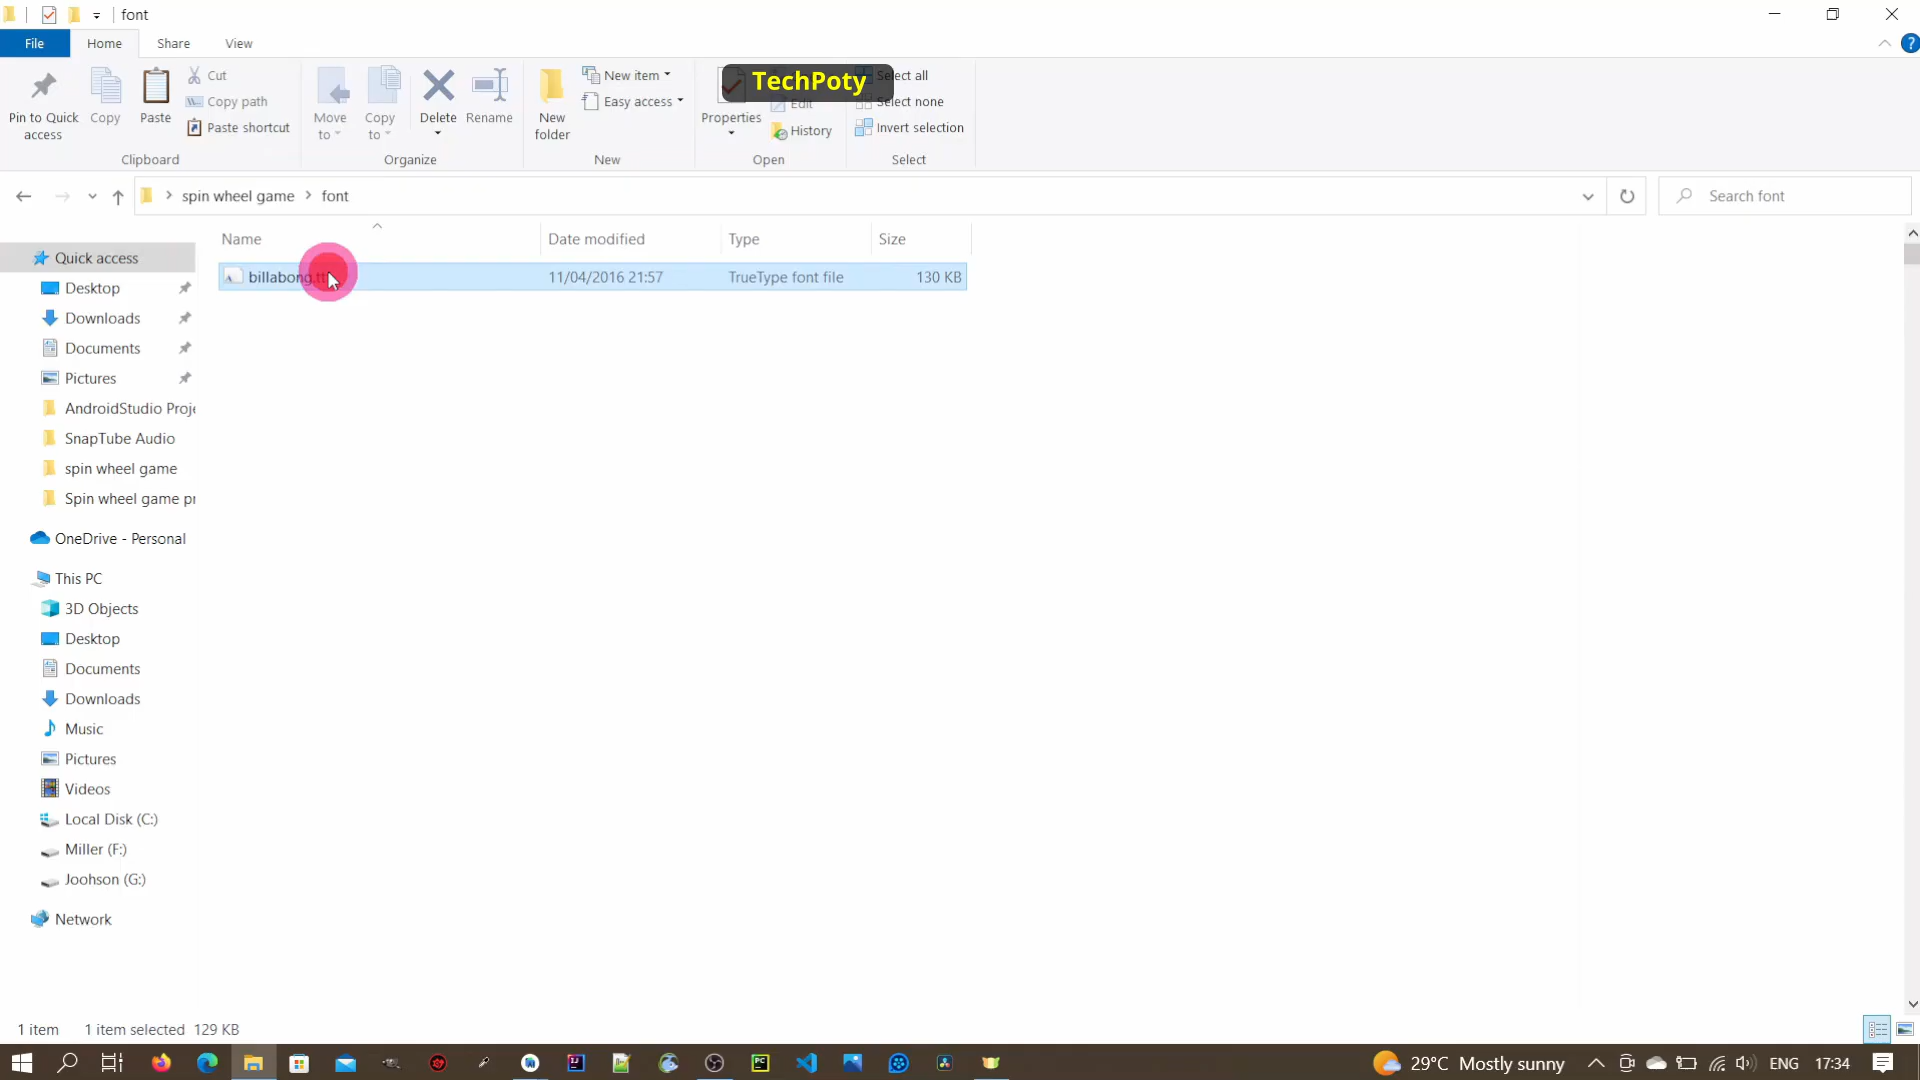 font
File
Home
Share
View
Pin to Quick access
Copy
Paste
Cut
Copy path
Paste shortcut
Move to
Copy to
Delete
Rename
New folder
New item
Easy access
Properties
TechPoty
Edit
History
Select all
Select none
Invert selection
Clipboard
Organize
New
Open
Select
spin wheel game
font
Search font
Name
Date modified
Type
Size
billabong.tt
11/04/2016 21:57
TrueType font file
130 KB
Quick access
Desktop
Downloads
Documents
Pictures
AndroidStudio Proje
SnapTube Audio
spin wheel game
Spin wheel game pr
OneDrive - Personal
This PC
3D Objects
Desktop
Documents
Downloads
Music
Pictures
Videos
Local Disk (C:)
Miller (F:)
Joohson (G:)
Network
1 item
1 item selected 129 KB
29°C Mostly sunny
ENG
17:34